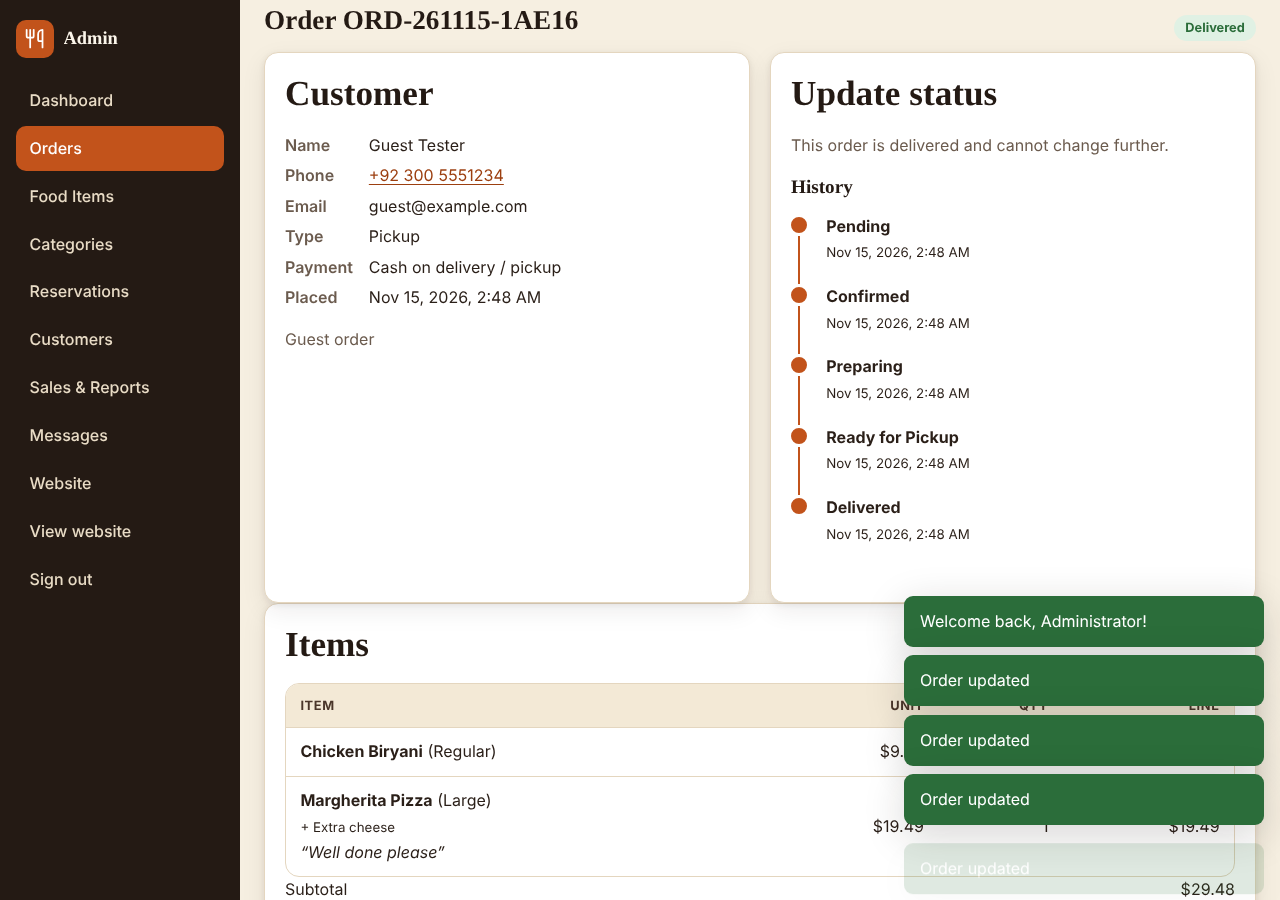 Admin
Dashboard
Orders
Food Items
Categories
Reservations
Customers
Sales & Reports
Messages
Website
View website
Sign out
Order ORD-261115-1AE16
Delivered
Customer
Name Guest Tester
Phone +92 300 5551234
Email guest@example.com
Type Pickup
Payment Cash on delivery / pickup
Placed Nov 15, 2026, 2:48 AM
Guest order
Update status
This order is delivered and cannot change further.
History
Pending
Nov 15, 2026, 2:48 AM
Confirmed
Nov 15, 2026, 2:48 AM
Preparing
Nov 15, 2026, 2:48 AM
Ready for Pickup
Nov 15, 2026, 2:48 AM
Delivered
Nov 15, 2026, 2:48 AM
Items
ITEM UNIT QTY LINE
Chicken Biryani (Regular) $9.
Margherita Pizza (Large)
+ Extra cheese
$19.49 1 $19.49
“Well done please”
Subtotal $29.48
Welcome back, Administrator!
Order updated
Order updated
Order updated
Order updated